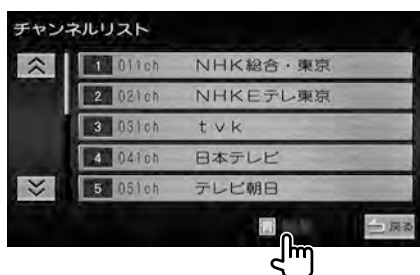 チャンネルリスト
1 011ch NHK総合・東京
2 021ch NHKEテレ東京
3 031ch tvk
4 041ch 日本テレビ
5 051ch テレビ朝日
戻る